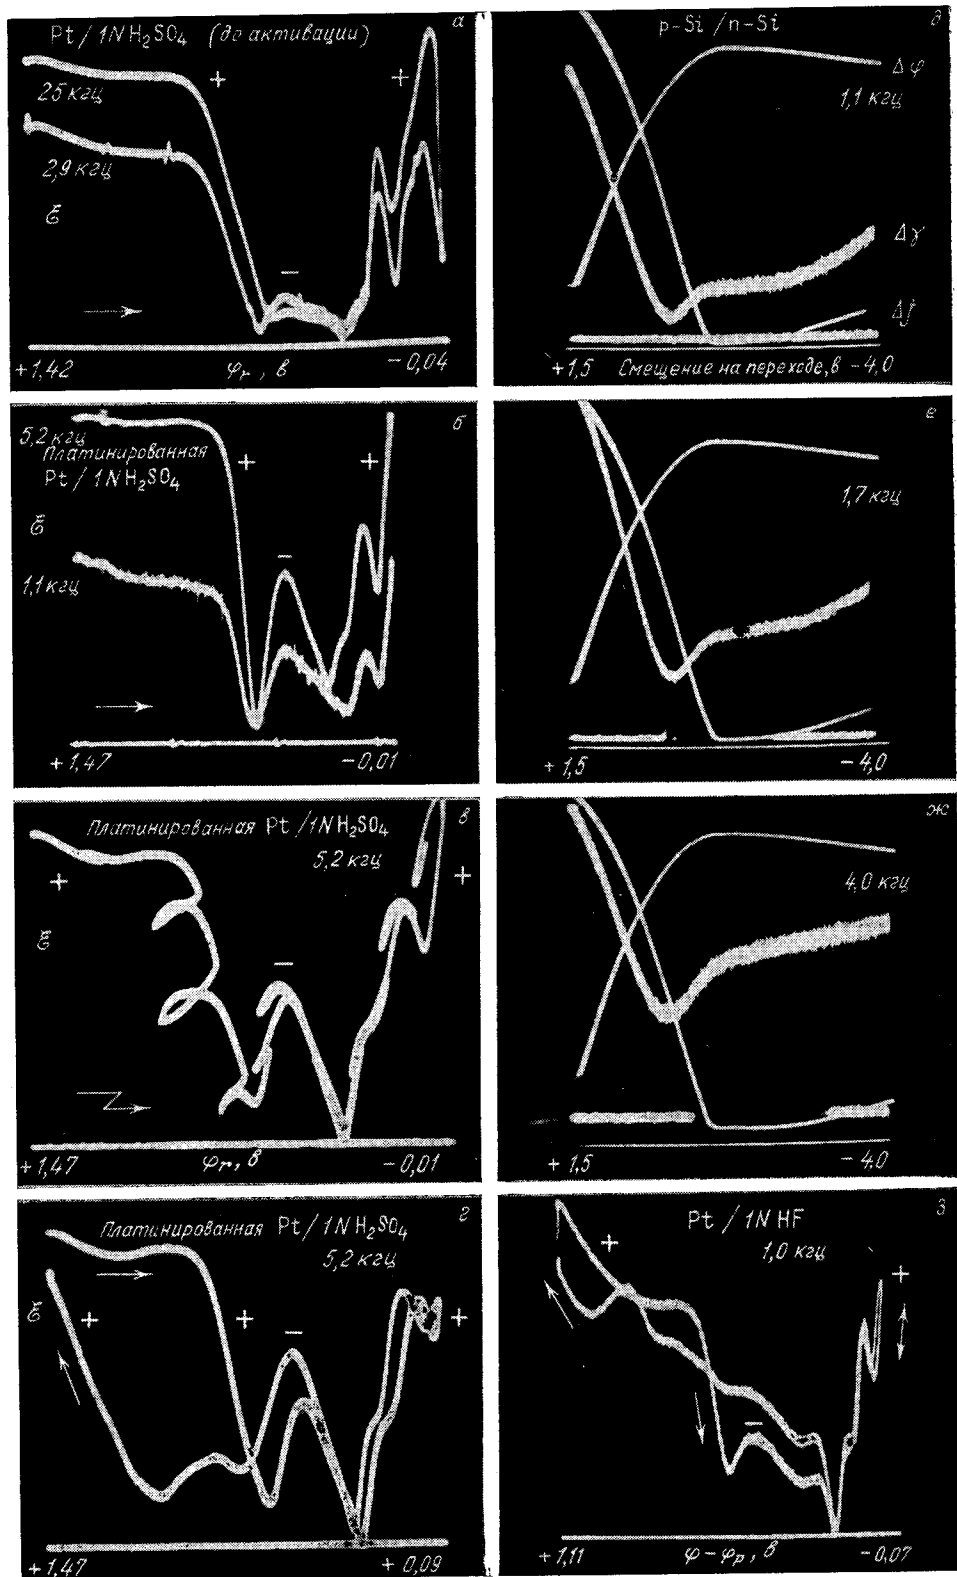 Pt / 1N H₂SO₄ (до активации) а
+ +
25 кгц
2,9 кгц
ℰ
−
+1,42 φr, в −0,04
p-Si / n-Si д
Δφ
1,1 кгц
Δγ
Δf
+1,5 Смещение на переходе, в −4,0
б
5,2 кгц
Платинированная
Pt / 1N H₂SO₄
+ +
ℰ
−
1,1 кгц
+1,47 −0,01
е
1,7 кгц
+1,5 −4,0
Платинированная Pt / 1N H₂SO₄ в
5,2 кгц
+ +
ℰ
−
+1,47 φr, в −0,01
ж
4,0 кгц
+1,5 −4,0
Платинированная Pt / 1N H₂SO₄ г
5,2 кгц
ℰ + + − +
+1,47 +0,09
Pt / 1N HF з
1,0 кгц
+ +
−
+1,11 φ−φр, в −0,07